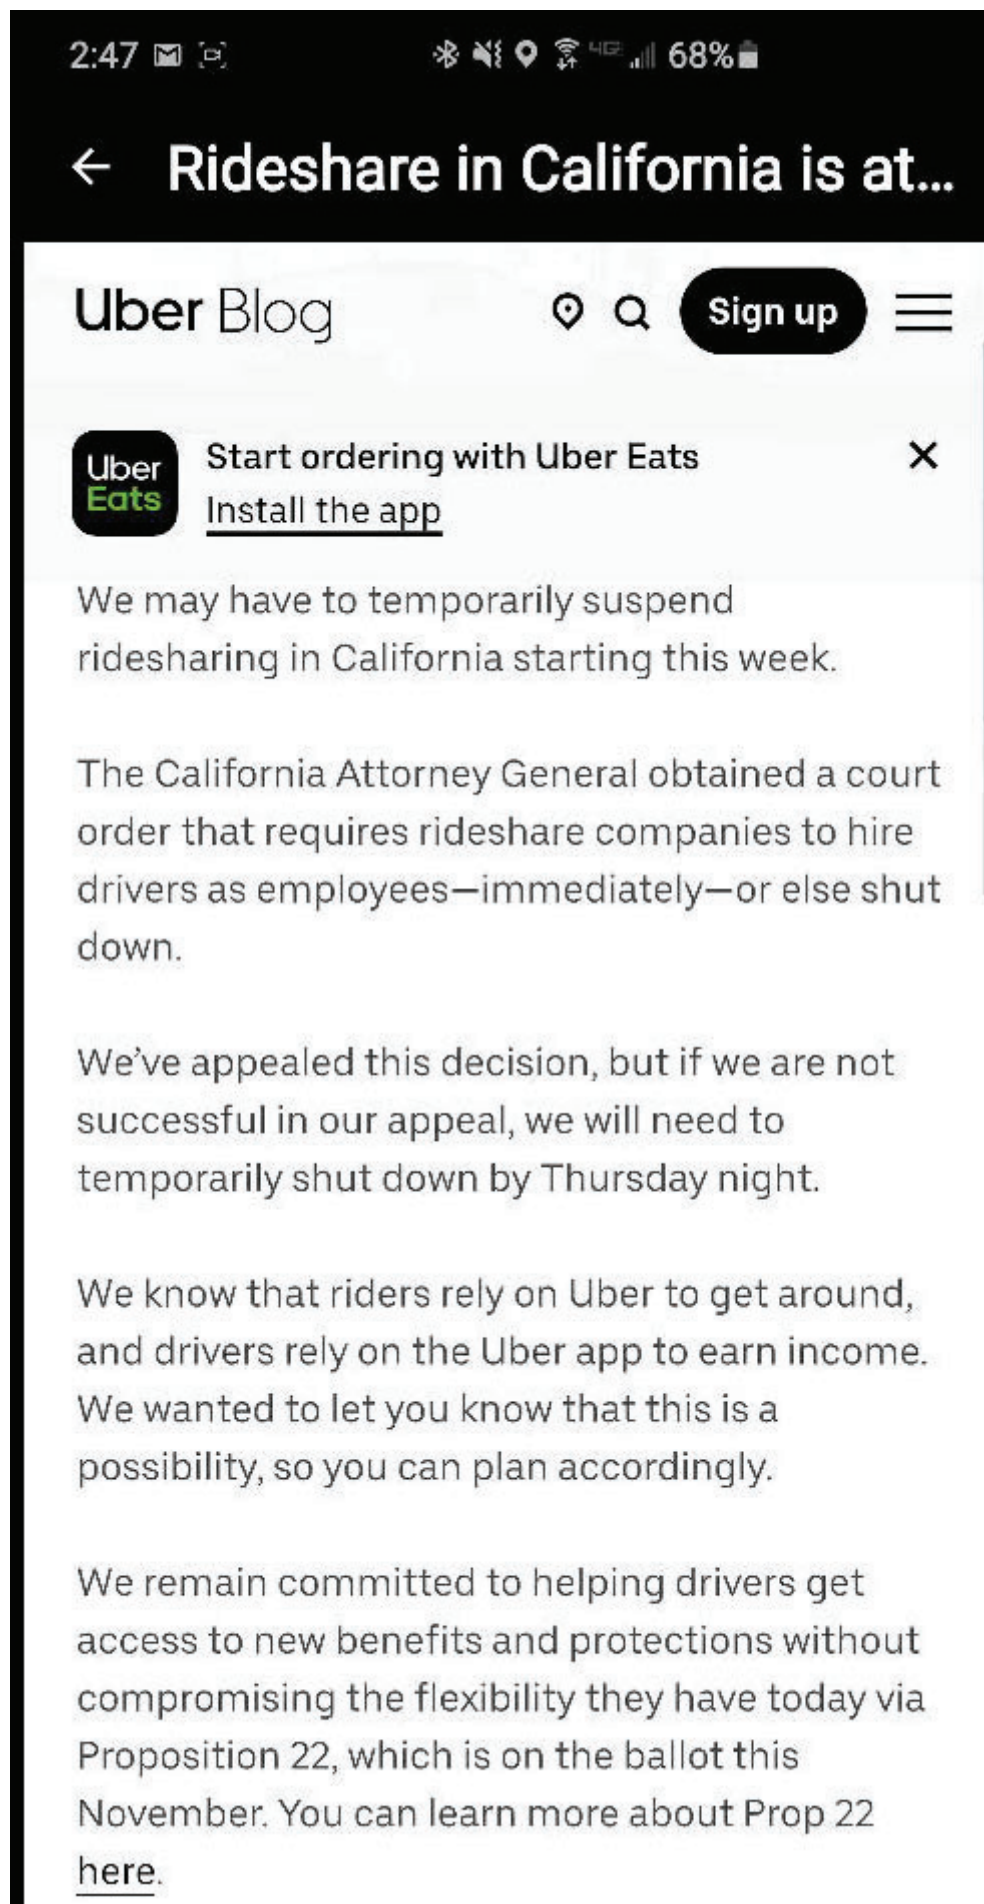 2:47 68%
Rideshare in California is at...
Uber Blog Sign up
Uber Eats
Start ordering with Uber Eats
Install the app
We may have to temporarily suspend
ridesharing in California starting this week.
The California Attorney General obtained a court
order that requires rideshare companies to hire
drivers as employees—immediately—or else shut
down.
We've appealed this decision, but if we are not
successful in our appeal, we will need to
temporarily shut down by Thursday night.
We know that riders rely on Uber to get around,
and drivers rely on the Uber app to earn income.
We wanted to let you know that this is a
possibility, so you can plan accordingly.
We remain committed to helping drivers get
access to new benefits and protections without
compromising the flexibility they have today via
Proposition 22, which is on the ballot this
November. You can learn more about Prop 22
here.